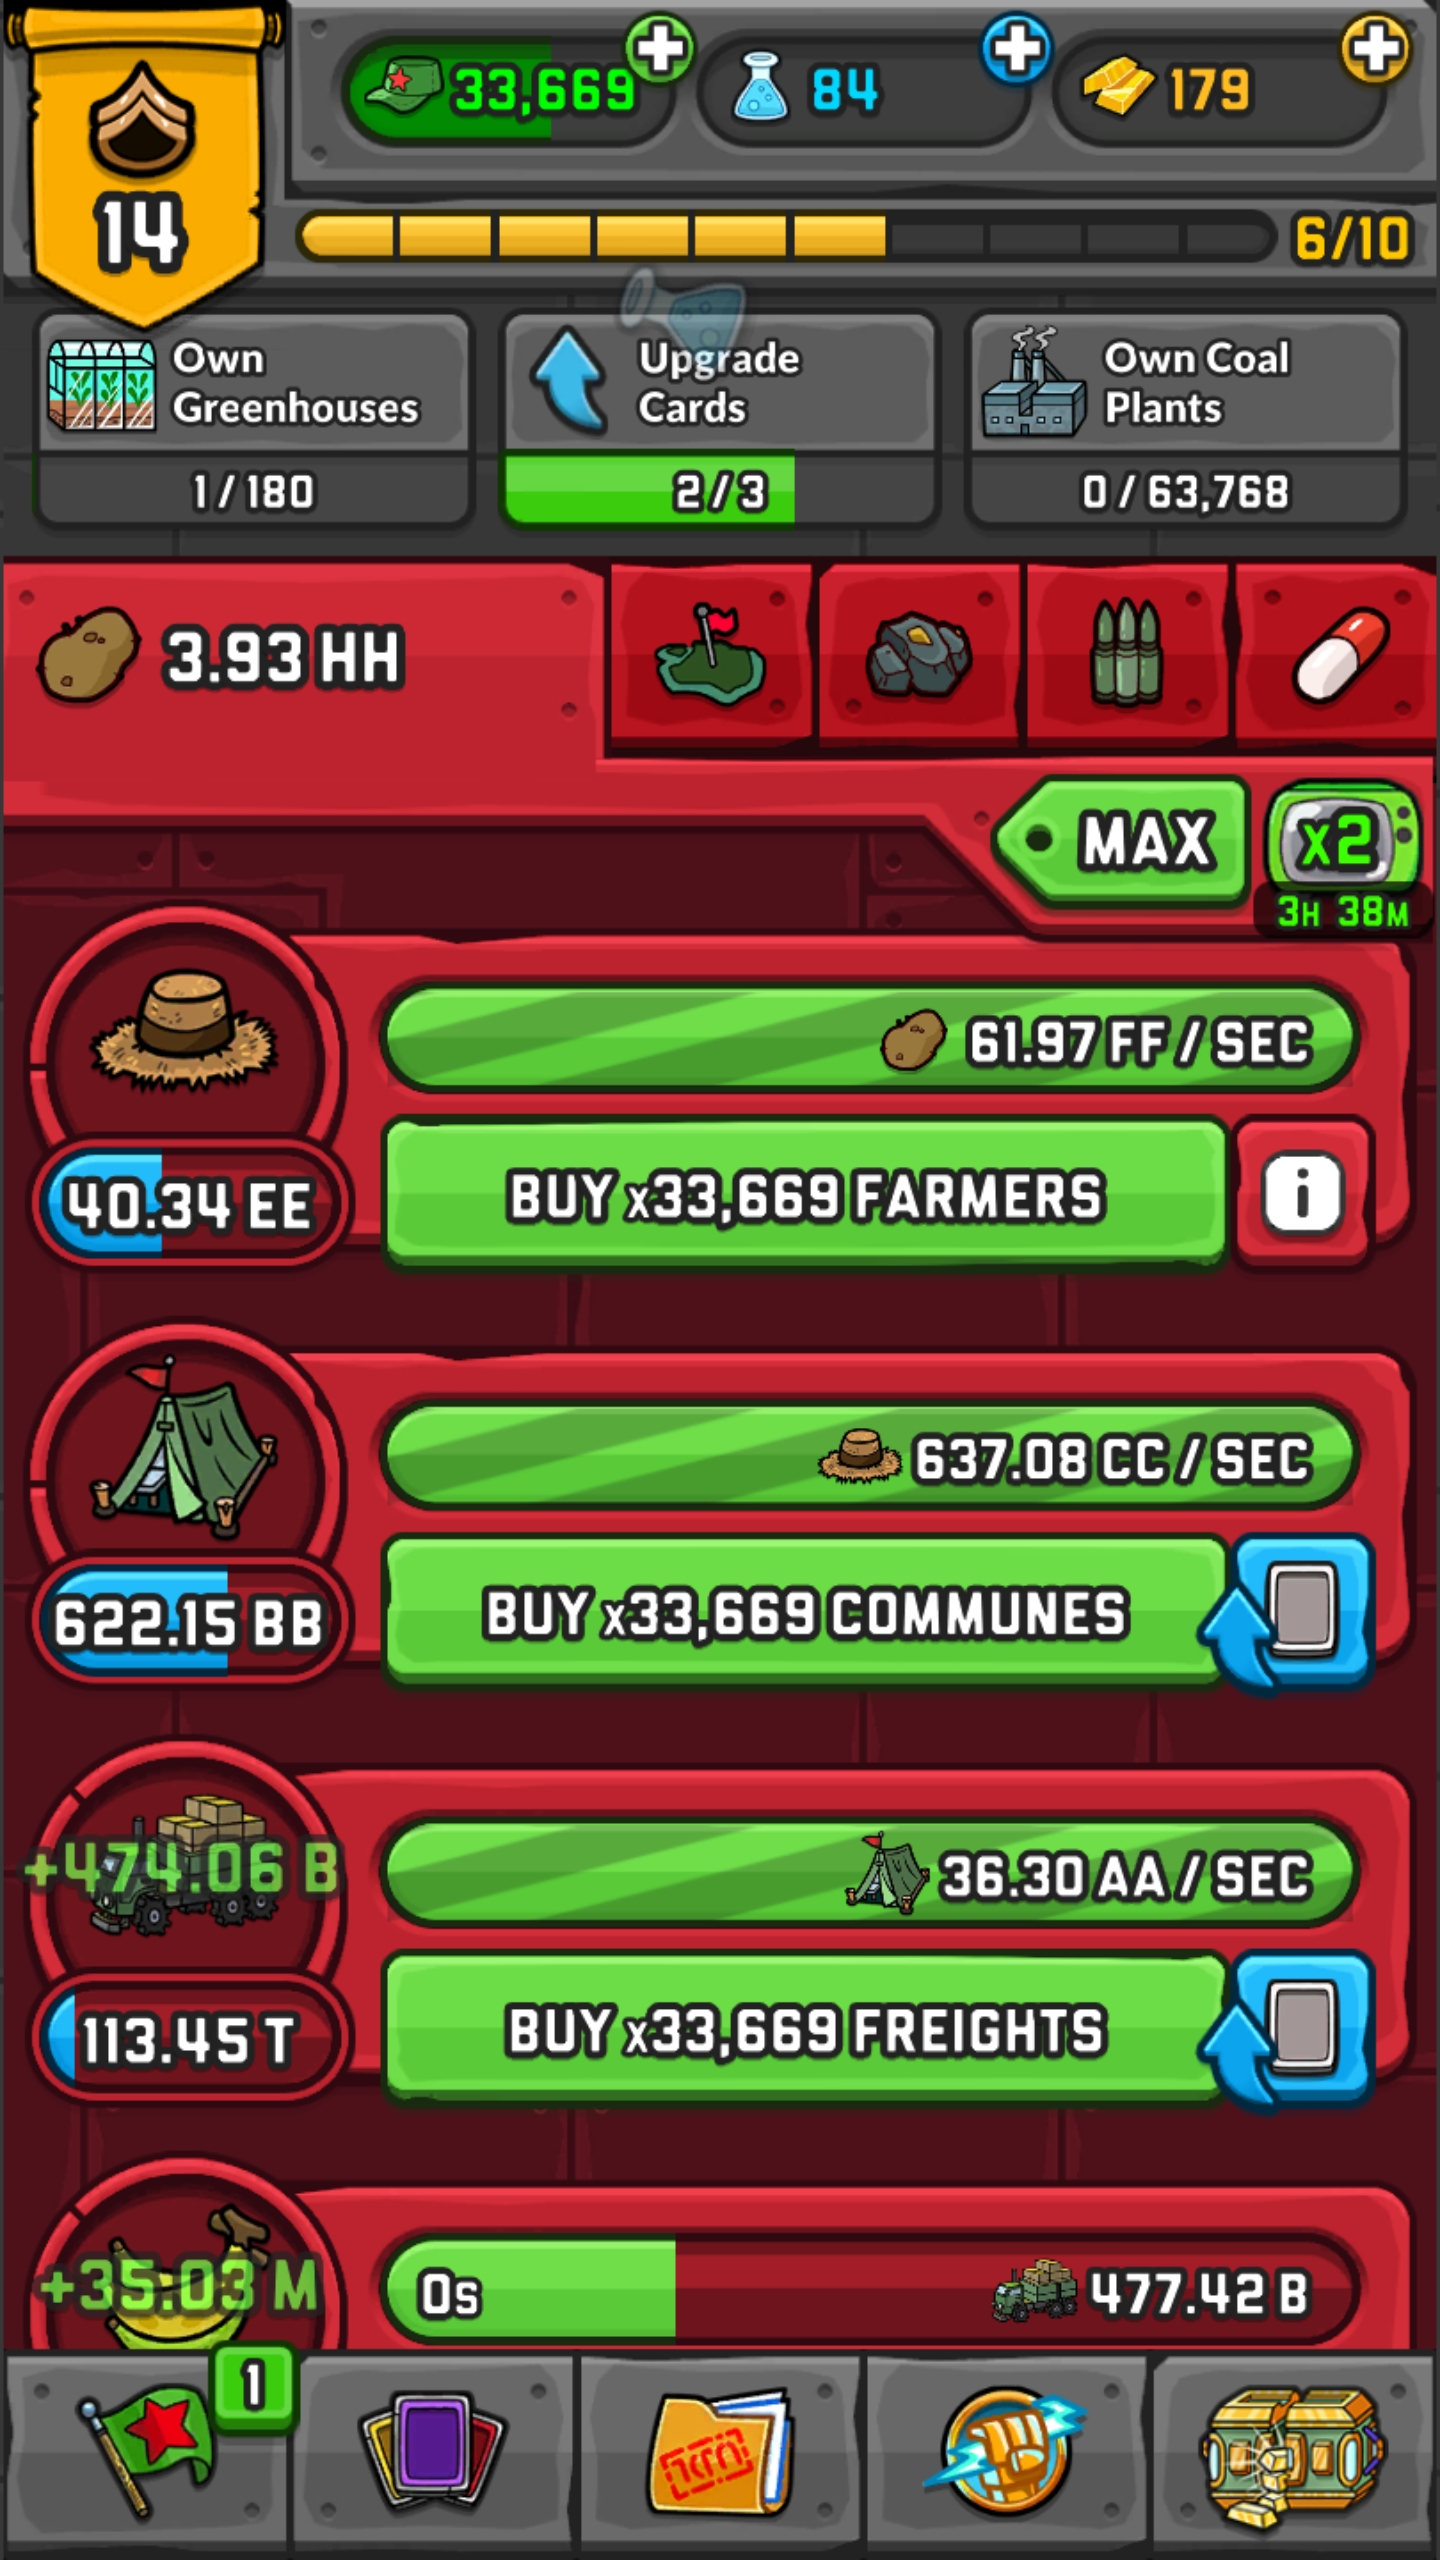 33,669
84
179
14
6/10
Own
Greenhouses
1/180
Upgrade
Cards
2/3
Own Coal
Plants
0/63,768
3.93 HH
MAX
x2
3H 38M
61.97 FF/SEC
40.34 EE
BUY x33,669 FARMERS
i
637.08 CC/SEC
622.15 BB
BUY x33,669 COMMUNES
+474.06 B
36.30 AA/SEC
113.45 T
BUY x33,669 FREIGHTS
+35.03 M
0s
477.42 B
1